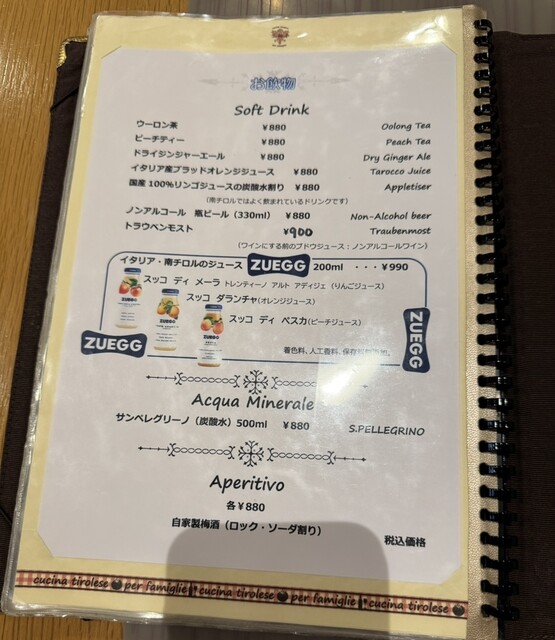 お飲物
Soft Drink
ウーロン茶 ￥880 Oolong Tea
ピーチティー ￥880 Peach Tea
ドライジンジャーエール ￥880 Dry Ginger Ale
イタリア産ブラッドオレンジジュース ￥880 Tarocco Juice
国産 100%リンゴジュースの炭酸水割り ￥880 Appletiser
（南チロルではよく飲まれているドリンクです）
ノンアルコール 瓶ビール（330ml） ￥880 Non-Alcohol beer
トラウベンモスト ￥900 Traubenmost
（ワインにする前のブドウジュース：ノンアルコールワイン）
イタリア・南チロルのジュース ZUEGG 200ml ・・・￥990
スッコ ディ メーラ トレンティーノ アルト アディジェ（りんごジュース）
スッコ ダランチャ(オレンジジュース）
スッコ ディ ペスカ(ピーチジュース）
ZUEGG
ZUEGG
ZUEGG
ZUEGG
ZUEGG
着色料、人工香料、保存料
Acqua Minerale
サンペレグリーノ（炭酸水）500ml ￥880 S.PELLEGRINO
Aperitivo
各￥880
自家製梅酒（ロック・ソーダ割り）
税込価格
cucina tirolese per famiglie cucina tirolese per famiglie cucina tirolese